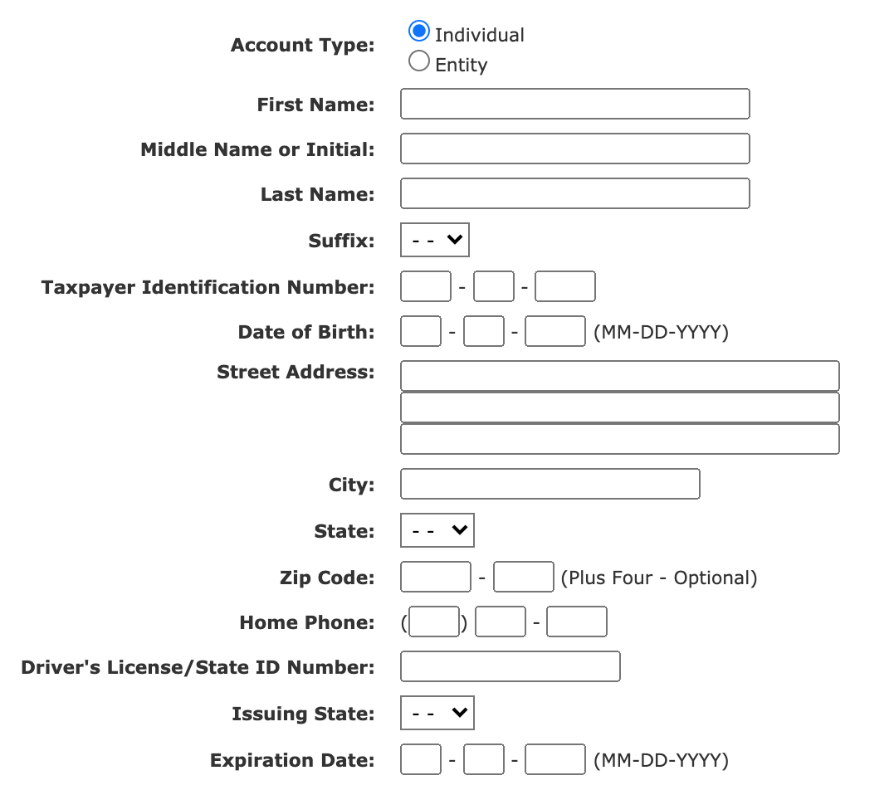 Account Type: Individual
Entity
First Name:
Middle Name or Initial:
Last Name:
Suffix: - -
Taxpayer Identification Number: - -
Date of Birth: - - (MM-DD-YYYY)
Street Address:
City:
State: - -
Zip Code: - (Plus Four - Optional)
Home Phone: ( ) -
Driver's License/State ID Number:
Issuing State: - -
Expiration Date: - - (MM-DD-YYYY)